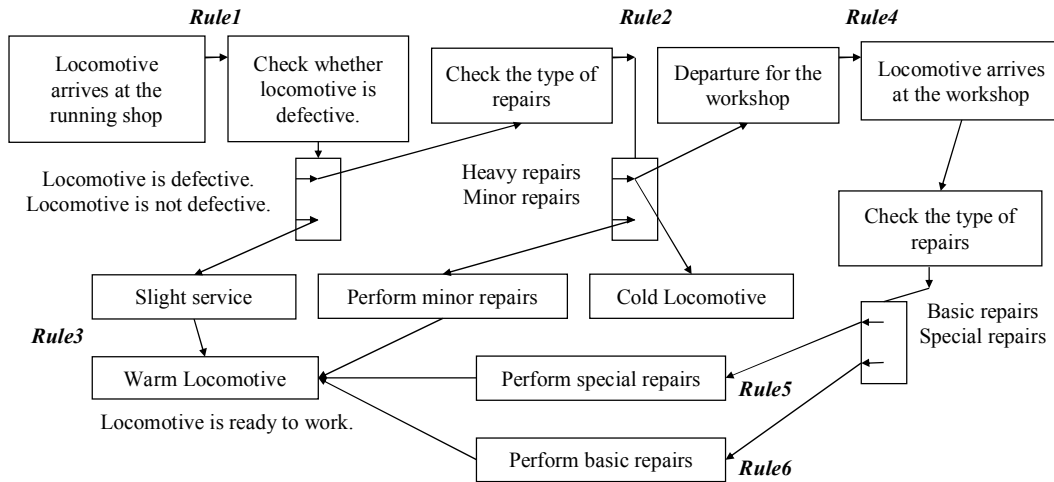 Rule1
Rule2
Rule4
Locomotive
arrives at the
running shop
Check whether
locomotive is
defective.
Check the type of
repairs
Departure for the
workshop
Locomotive arrives
at the workshop
Locomotive is defective.
Locomotive is not defective.
Heavy repairs
Minor repairs
Check the type of
repairs
Slight service
Perform minor repairs
Cold Locomotive
Basic repairs
Special repairs
Rule3
Warm Locomotive
Perform special repairs
Rule5
Locomotive is ready to work.
Perform basic repairs
Rule6